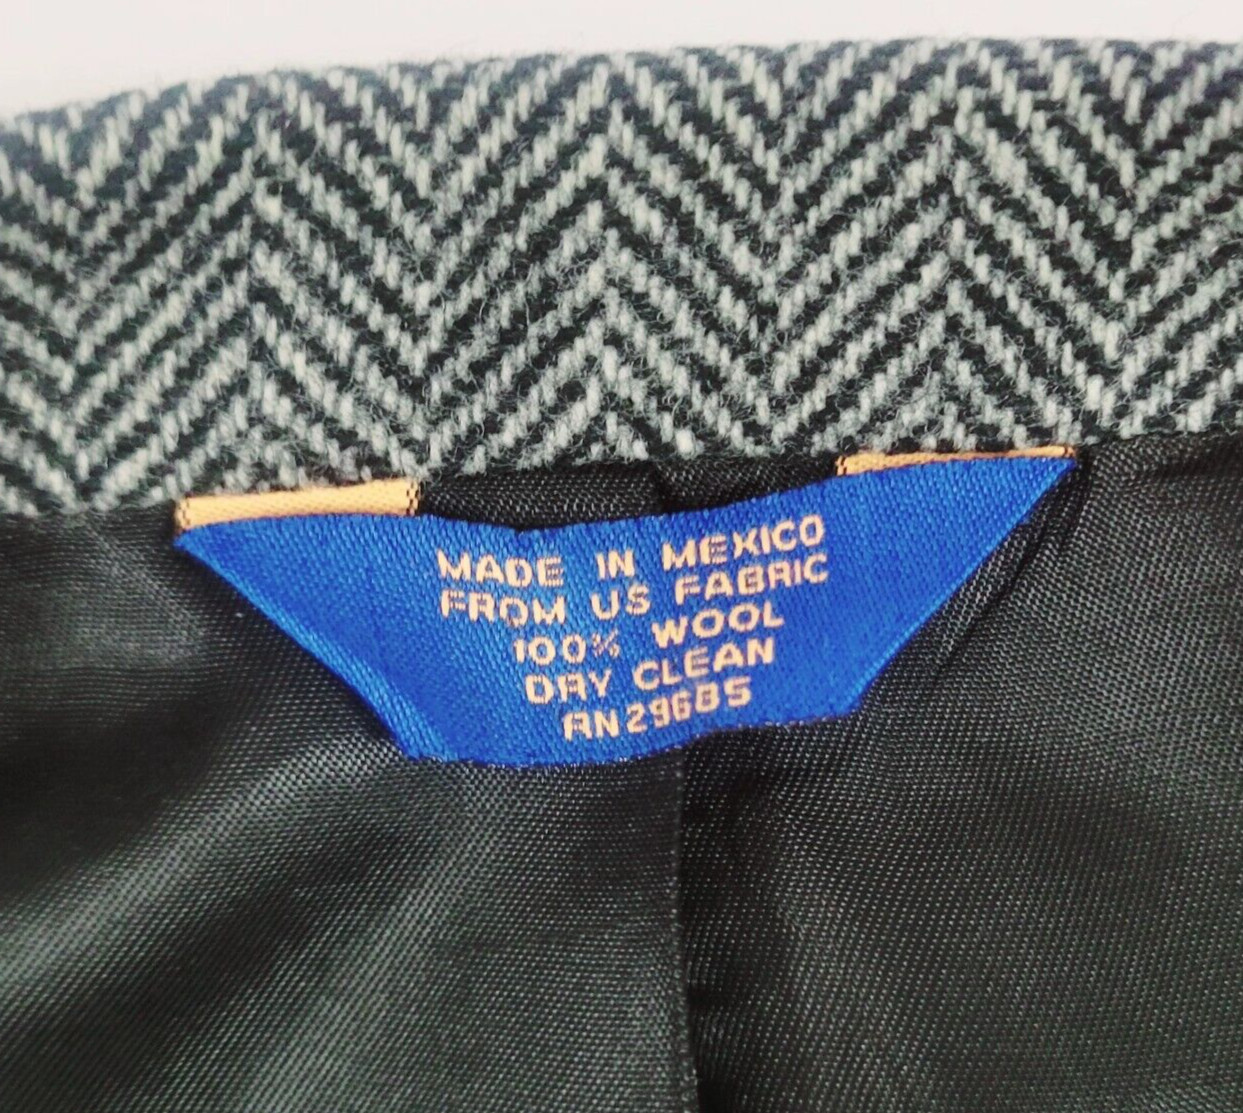 MADE IN MEXICO
FROM US FABRIC
100% WOOL
DRY CLEAN
RN29685